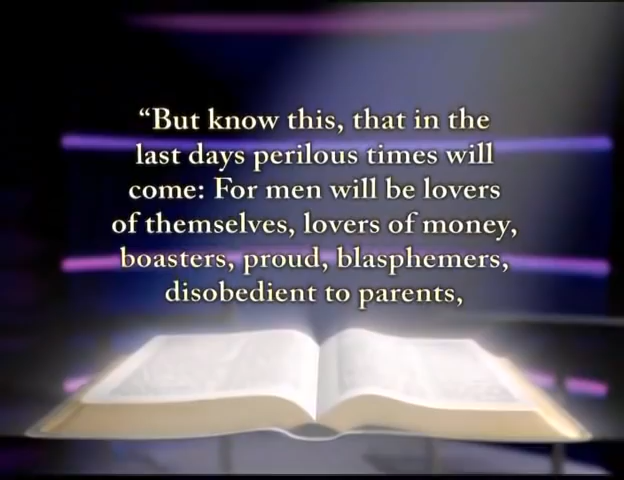 “But know this, that in the
last days perilous times will
come: For men will be lovers
of themselves, lovers of money,
boasters, proud, blasphemers,
disobedient to parents,